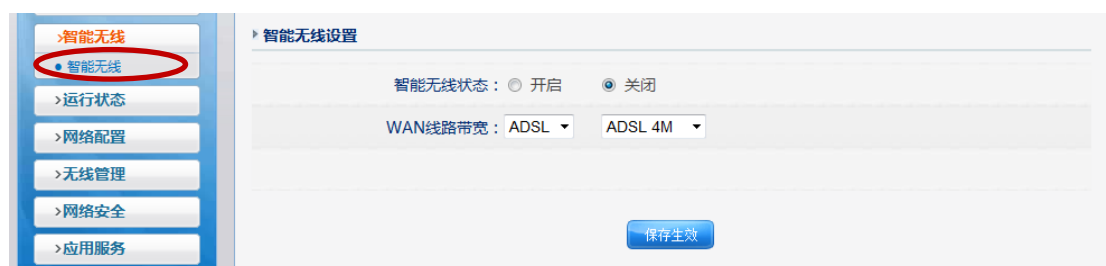 >智能无线
智能无线
>运行状态
>网络配置
>无线管理
>网络安全
>应用服务
智能无线设置
智能无线状态： 开启 关闭
WAN线路带宽： ADSL ADSL 4M
保存生效